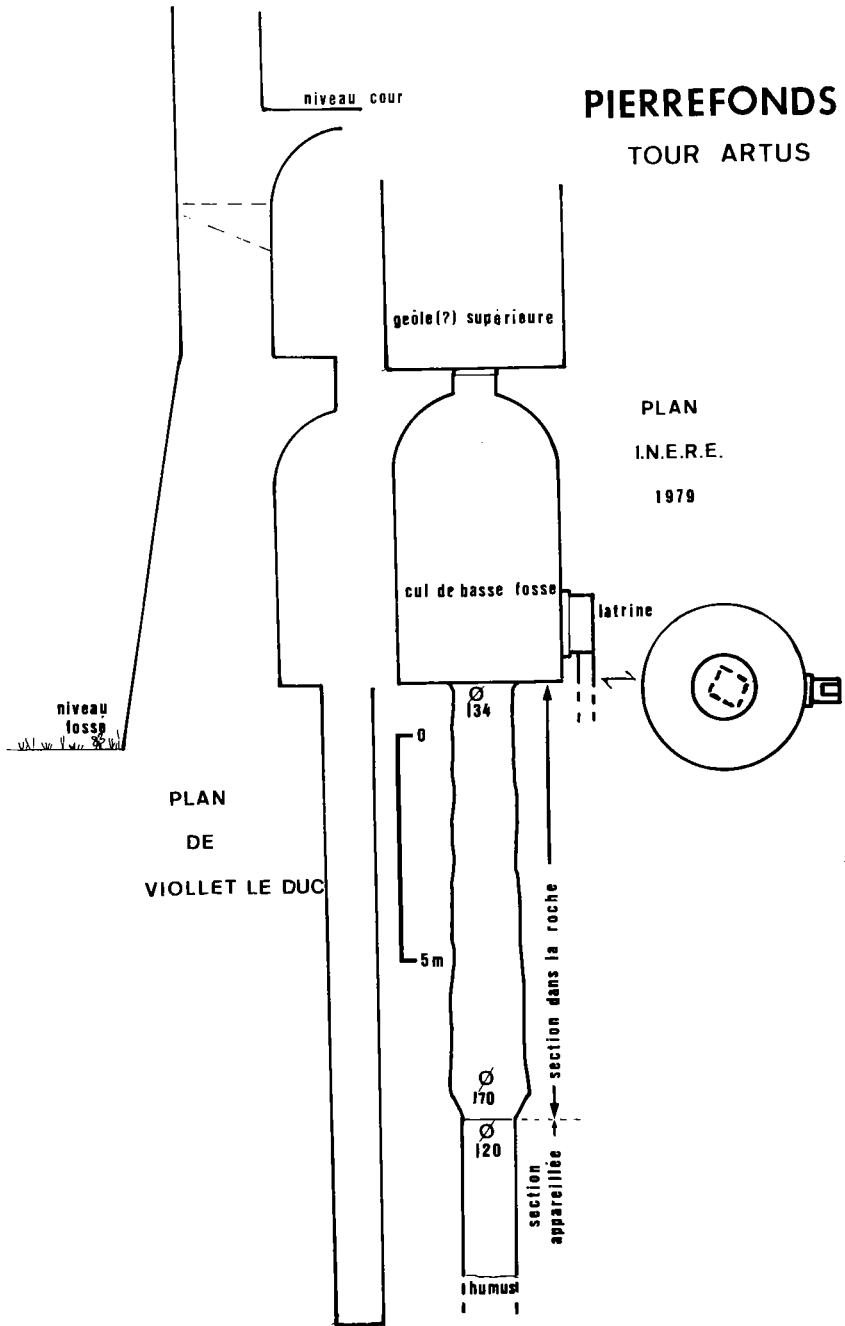 PIERREFONDS
TOUR ARTUS
niveau cour
geôle(?) supérieure
PLAN
I.N.E.R.E.
1979
cul de basse fosse
latrine
niveau
fosse
Ø
134
0
PLAN
DE
VIOLLET LE DUC
5m
section dans la roche
Ø
170
Ø
120
section
appareillée
humus